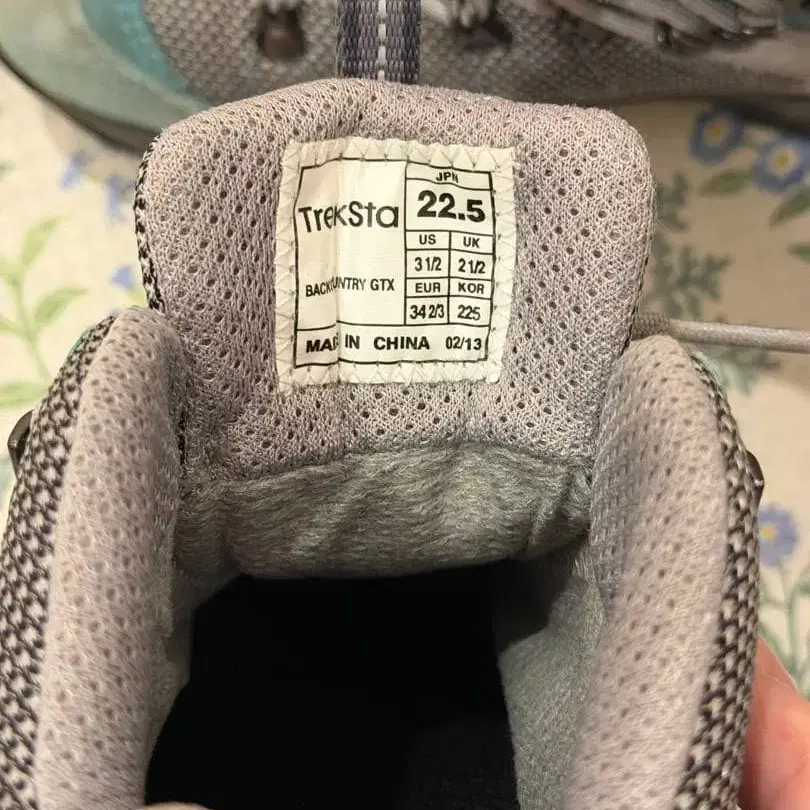 TrekSta
JPN
22.5
US UK
3 1/2 2 1/2
BACKOUNTRY GTX
EUR KOR
34 2/3 225
MADE IN CHINA 02/13